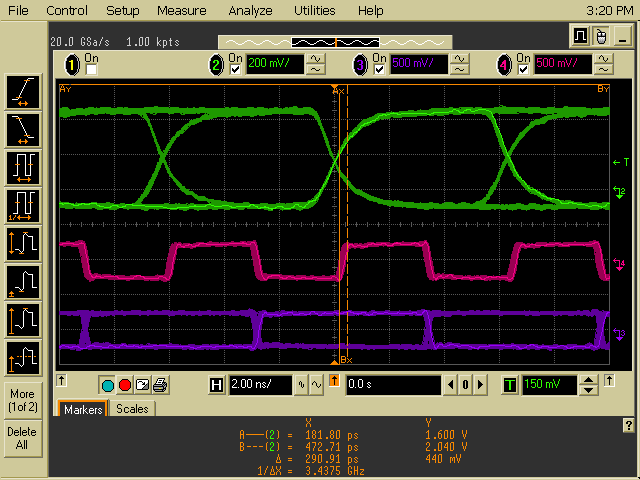 File Control Setup Measure Analyze Utilities Help 3:20 PM
20.0 GSa/s 1.00 kpts
1 On 2 On 200 mV/ 3 On 500 mV/ 4 On 500 mV/
AY AX BY
T
2
4
3
BX
H 2.00 ns/ 0.0 s 0 T 150 mV
More
(1 of 2)
Delete
All
Markers Scales
X Y
A───(2) = 181.80 ps 1.600 V
B---(2) = 472.71 ps 2.040 V
Δ = 290.91 ps 440 mV
1/ΔX = 3.4375 GHz
?